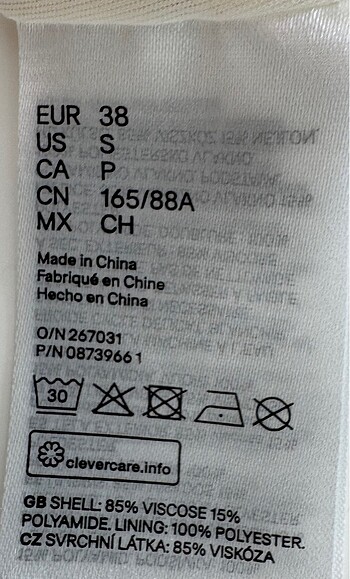 EUR 38
US S
CA P
CN 165/88A
MX CH
Made in China
Fabriqué en Chine
Hecho en China
O/N 267031
P/N 0873966 1
30
clevercare.info
GB SHELL: 85% VISCOSE 15%
POLYAMIDE. LINING: 100% POLYESTER.
CZ SVRCHNÍ LÁTKA: 85% VISKÓZA